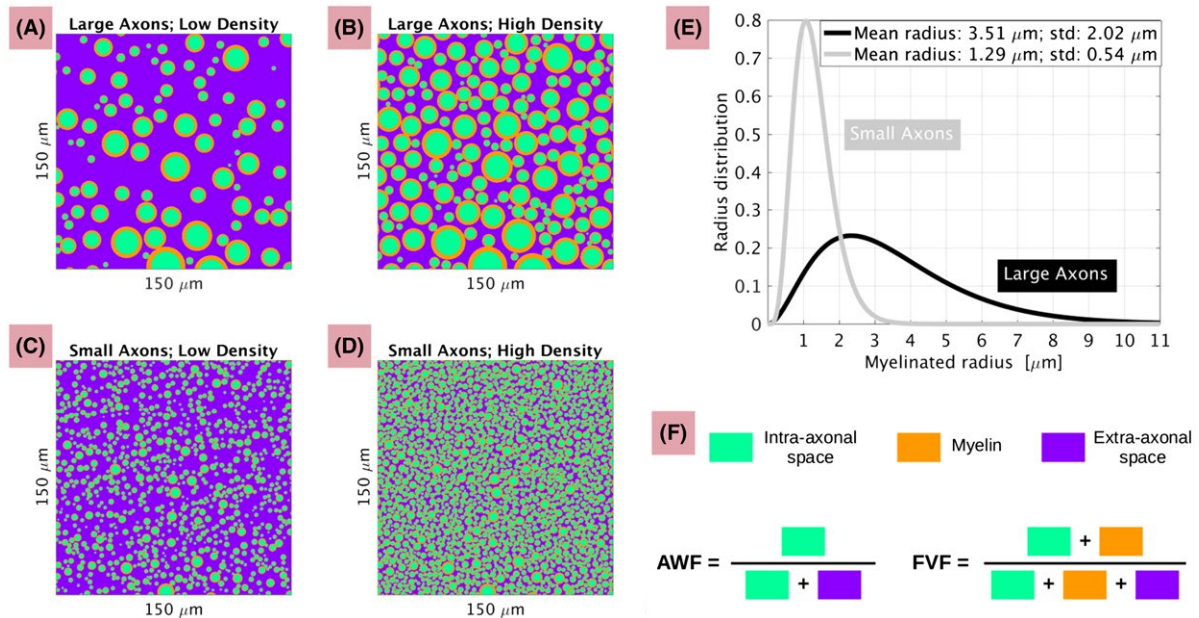 (A)
Large Axons; Low Density
150 μm
150 μm
(B)
Large Axons; High Density
150 μm
150 μm
(C)
Small Axons; Low Density
150 μm
150 μm
(D)
Small Axons; High Density
150 μm
150 μm
(E)
0.8
0.7
0.6
0.5
0.4
0.3
0.2
0.1
0
Radius distribution
Mean radius: 3.51 μm; std: 2.02 μm
Mean radius: 1.29 μm; std: 0.54 μm
Small Axons
Large Axons
1 2 3 4 5 6 7 8 9 10 11
Myelinated radius [μm]
(F)
Intra-axonal
space
Myelin
Extra-axonal
space
AWF =
+
FVF =
+
+ +